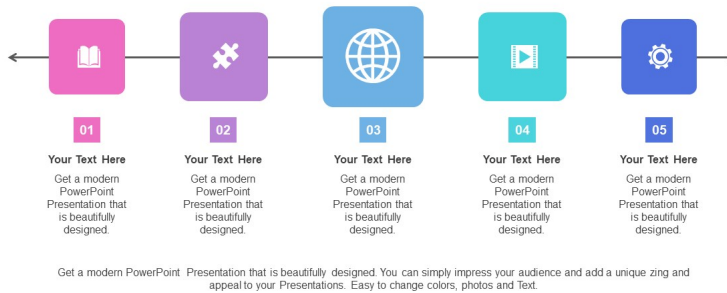 01
Your Text Here
Get a modern
PowerPoint
Presentation that
is beautifully
designed.
02
Your Text Here
Get a modern
PowerPoint
Presentation that
is beautifully
designed.
03
Your Text Here
Get a modern
PowerPoint
Presentation that
is beautifully
designed.
04
Your Text Here
Get a modern
PowerPoint
Presentation that
is beautifully
designed.
05
Your Text Here
Get a modern
PowerPoint
Presentation that
is beautifully
designed.
Get a modern PowerPoint Presentation that is beautifully designed. You can simply impress your audience and add a unique zing and
appeal to your Presentations. Easy to change colors, photos and Text.